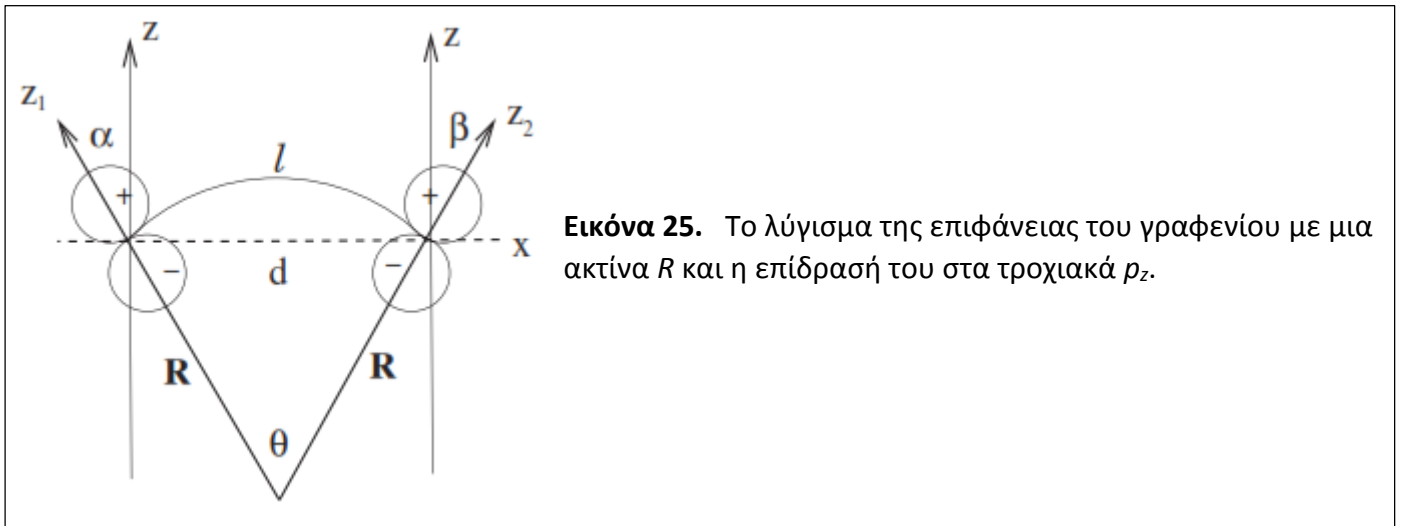 z
z
z₁
α
l
β
z₂
+
+
x
−
d
−
R
R
θ
Εικόνα 25. Το λύγισμα της επιφάνειας του γραφενίου με μια
ακτίνα R και η επίδρασή του στα τροχιακά pz.